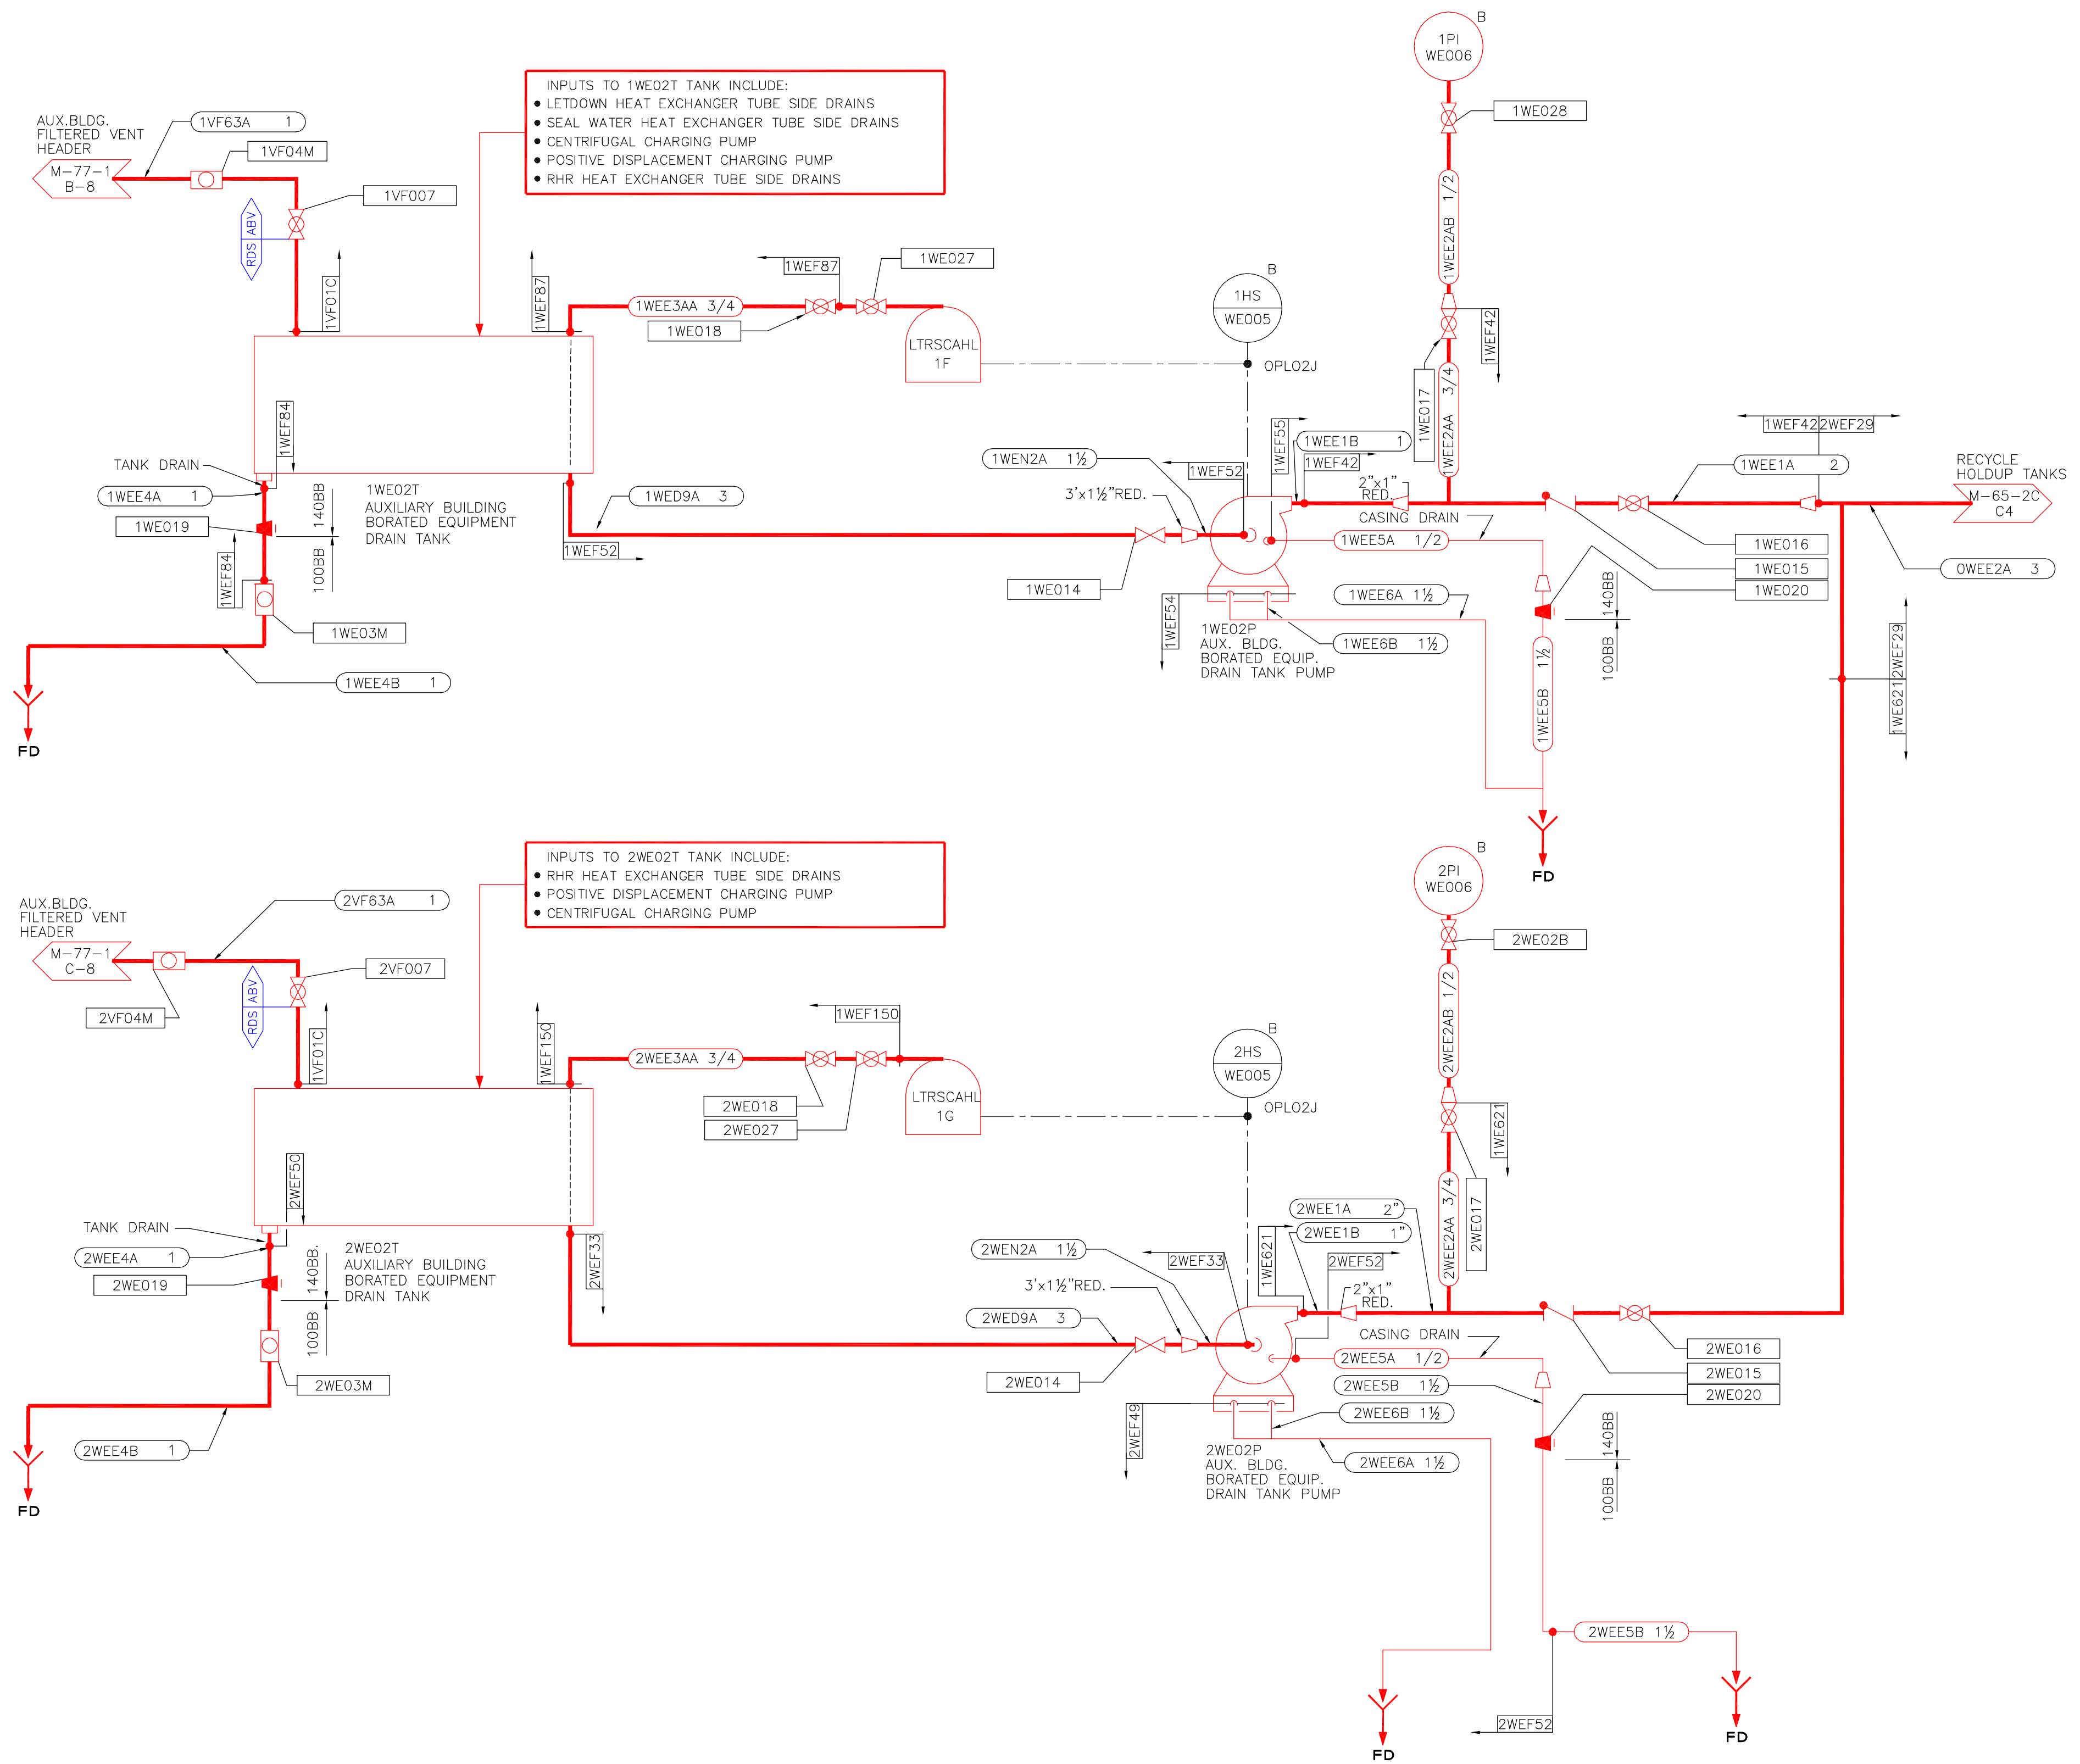 B
1PI
WE006
1WE028
INPUTS TO 1WE02T TANK INCLUDE:
● LETDOWN HEAT EXCHANGER TUBE SIDE DRAINS
● SEAL WATER HEAT EXCHANGER TUBE SIDE DRAINS
● CENTRIFUGAL CHARGING PUMP
● POSITIVE DISPLACEMENT CHARGING PUMP
● RHR HEAT EXCHANGER TUBE SIDE DRAINS
AUX.BLDG.
FILTERED VENT
HEADER
1VF63A 1
1VF04M
M-77-1
B-8
1VF007
RDS ABV
1VF01C
1WEF87
1WEF87
1WE027
1WEE3AA 3/4
1WE018
LTRSCAHL
1F
B
1HS
WE005
OPLO2J
1WEE2AB 1/2
1WEF42
1WE017
1WEE2AA 3/4
1WEF84
TANK DRAIN
1WEE4A 1
1WE019
140BB
100BB
1WEF84
1WE02T
AUXILIARY BUILDING
BORATED EQUIPMENT
DRAIN TANK
1WED9A 3
1WEF52
1WE03M
1WEE4B 1
FD
1WEN2A 1½
3'x1½"RED.
1WEF52
1WEF55
1WEE1B 1
1WEF42
2"x1"
RED.
CASING DRAIN
1WEE5A 1/2
1WE014
1WEF54
1WEE6A 1½
1WEE6B 1½
1WE02P
AUX. BLDG.
BORATED EQUIP.
DRAIN TANK PUMP
1WEF42 2WEF29
1WEE1A 2
RECYCLE
HOLDUP TANKS
M-65-2C
C4
1WE016
1WE015
1WE020
0WEE2A 3
140BB
100BB
1WEE5B 1½
1WE621 2WEF29
FD
INPUTS TO 2WE02T TANK INCLUDE:
● RHR HEAT EXCHANGER TUBE SIDE DRAINS
● POSITIVE DISPLACEMENT CHARGING PUMP
● CENTRIFUGAL CHARGING PUMP
B
2PI
WE006
2WE02B
AUX.BLDG.
FILTERED VENT
HEADER
2VF63A 1
M-77-1
C-8
2VF007
2VF04M
RDS ABV
1VF01C
1WEF150
1WEF150
2WEE3AA 3/4
2WE018
2WE027
LTRSCAHL
1G
B
2HS
WE005
OPLO2J
2WEE2AB 1/2
1WE621
2WE017
2WEE2AA 3/4
2WEF50
TANK DRAIN
2WEE4A 1
2WE019
140BB.
100BB
2WE02T
AUXILIARY BUILDING
BORATED EQUIPMENT
DRAIN TANK
2WEF33
2WE03M
2WEE4B 1
FD
2WEN2A 1½
3'x1½"RED.
2WED9A 3
2WE014
2WEF33
1WE621
2WEE1A 2"
2WEE1B 1"
2WEF52
2"x1"
RED.
CASING DRAIN
2WEE5A 1/2
2WEE5B 1½
2WEE6B 1½
2WEE6A 1½
2WEF49
2WE02P
AUX. BLDG.
BORATED EQUIP.
DRAIN TANK PUMP
2WE016
2WE015
2WE020
140BB
100BB
2WEE5B 1½
2WEF52
FD
FD